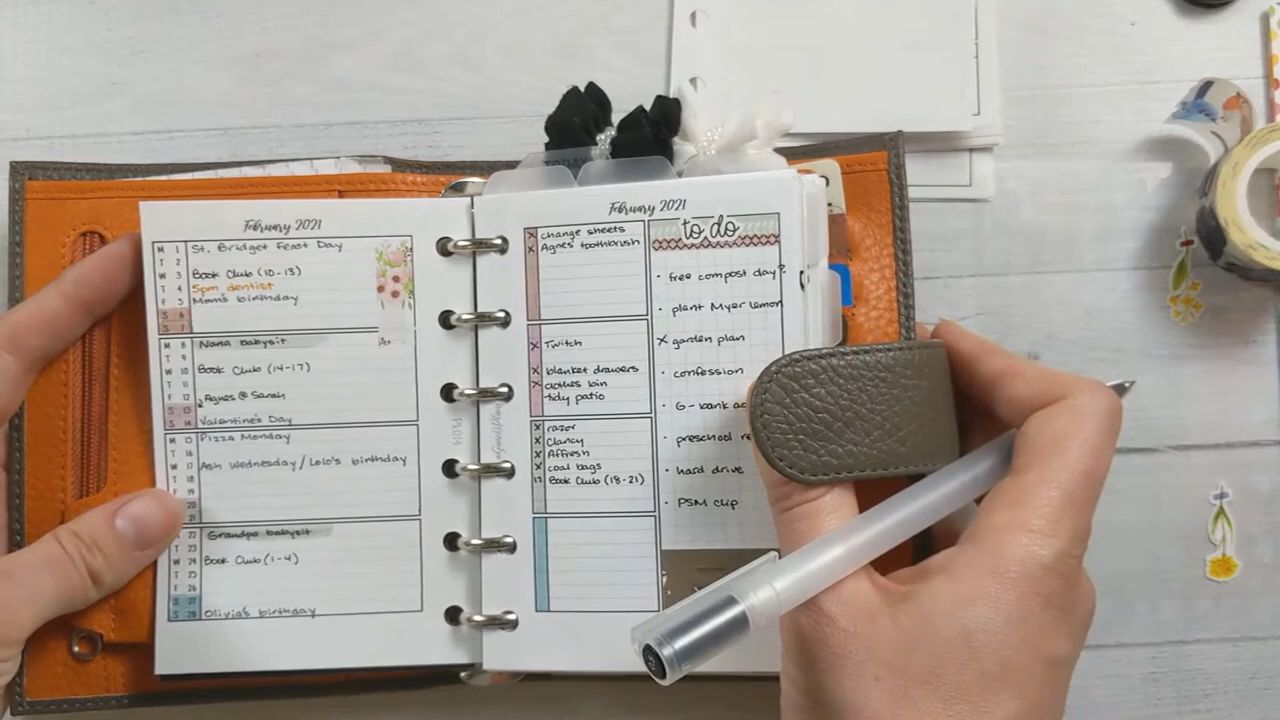 TODAY
February 2021
M 1 St. Bridget Feast Day
T 2
W 3 Book Club (10-13)
T 4 5pm dentist
F 5 Mom's birthday
S 6
S 7
M 8 Nana babysit
T 9
W 10 Book Club (14-17)
T 11
F 12 Agnes @ Sarah
S 13
S 14 Valentine's Day
M 15 Pizza Monday
T 16
W 17 Ash Wednesday / Lolo's birthday
T 18
F 19
S 20
S 21
M 22 Grandpa babysit
T 23
W 24 Book Club (1-4)
T 25
F 26
S 27
S 28 Olivia's birthday
February 2021
x change sheets
x Agnes' toothbrush
x Twitch
x blanket drawers
x clothes bin
tidy patio
x razor
x Clancy
x Affresh
x coal bags
17 Book Club (18-21)
to do
· free compost day?
· plant Myer lemon
x garden plan
· confession
· G-bank ac
· preschool re
· hard drive
· PSM clip